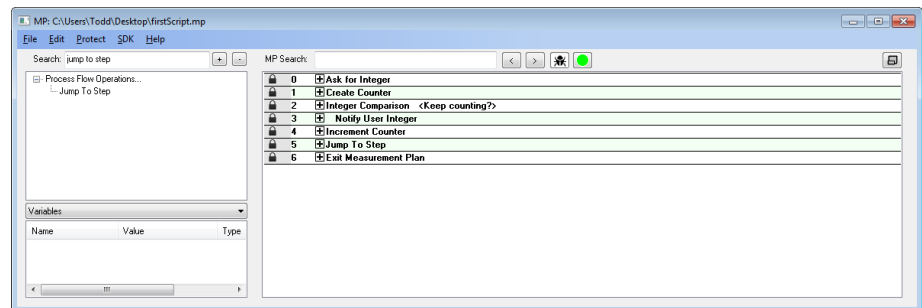 MP: C:\Users\Todd\Desktop\firstScript.mp
File Edit Protect SDK Help
Search: jump to step + -
MP Search: < >
Process Flow Operations...
Jump To Step
0 Ask for Integer
1 Create Counter
2 Integer Comparison <Keep counting?>
3 Notify User Integer
4 Increment Counter
5 Jump To Step
6 Exit Measurement Plan
Variables
Name Value Type